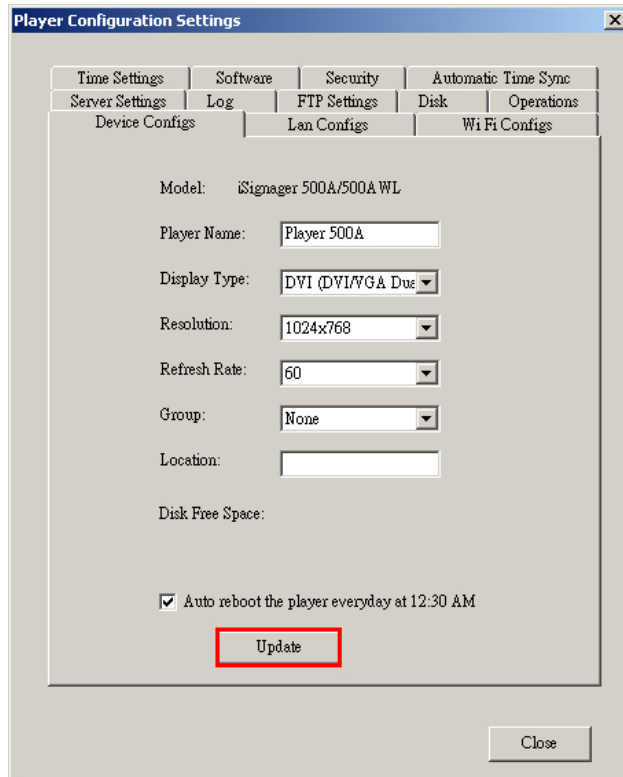 Player Configuration Settings
Time Settings Software Security Automatic Time Sync
Server Settings Log FTP Settings Disk Operations
Device Configs Lan Configs Wi Fi Configs
Model: iSignager 500A/500A WL
Player Name: Player 500A
Display Type: DVI (DVI/VGA Dua
Resolution: 1024x768
Refresh Rate: 60
Group: None
Location:
Disk Free Space:
Auto reboot the player everyday at 12:30 AM
Update
Close